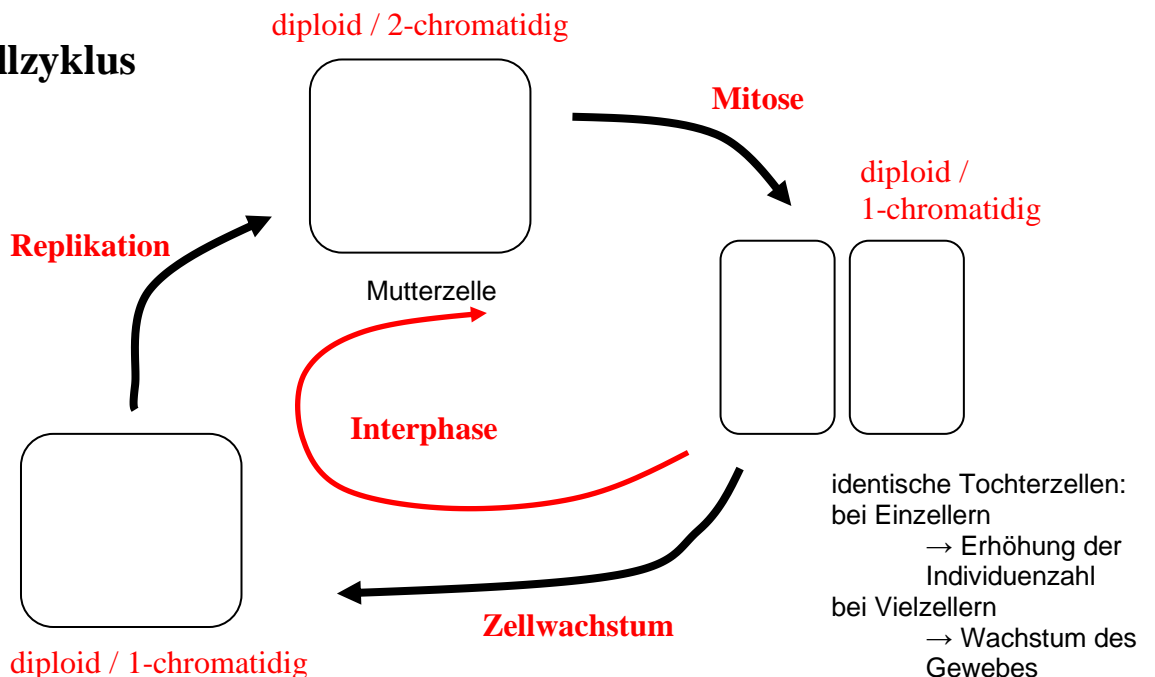 diploid / 2-chromatidig
llzyklus
Mitose
diploid /
1-chromatidig
Replikation
Mutterzelle
Interphase
identische Tochterzellen:
bei Einzellern
→ Erhöhung der
Individuenzahl
bei Vielzellern
→ Wachstum des
Gewebes
Zellwachstum
diploid / 1-chromatidig